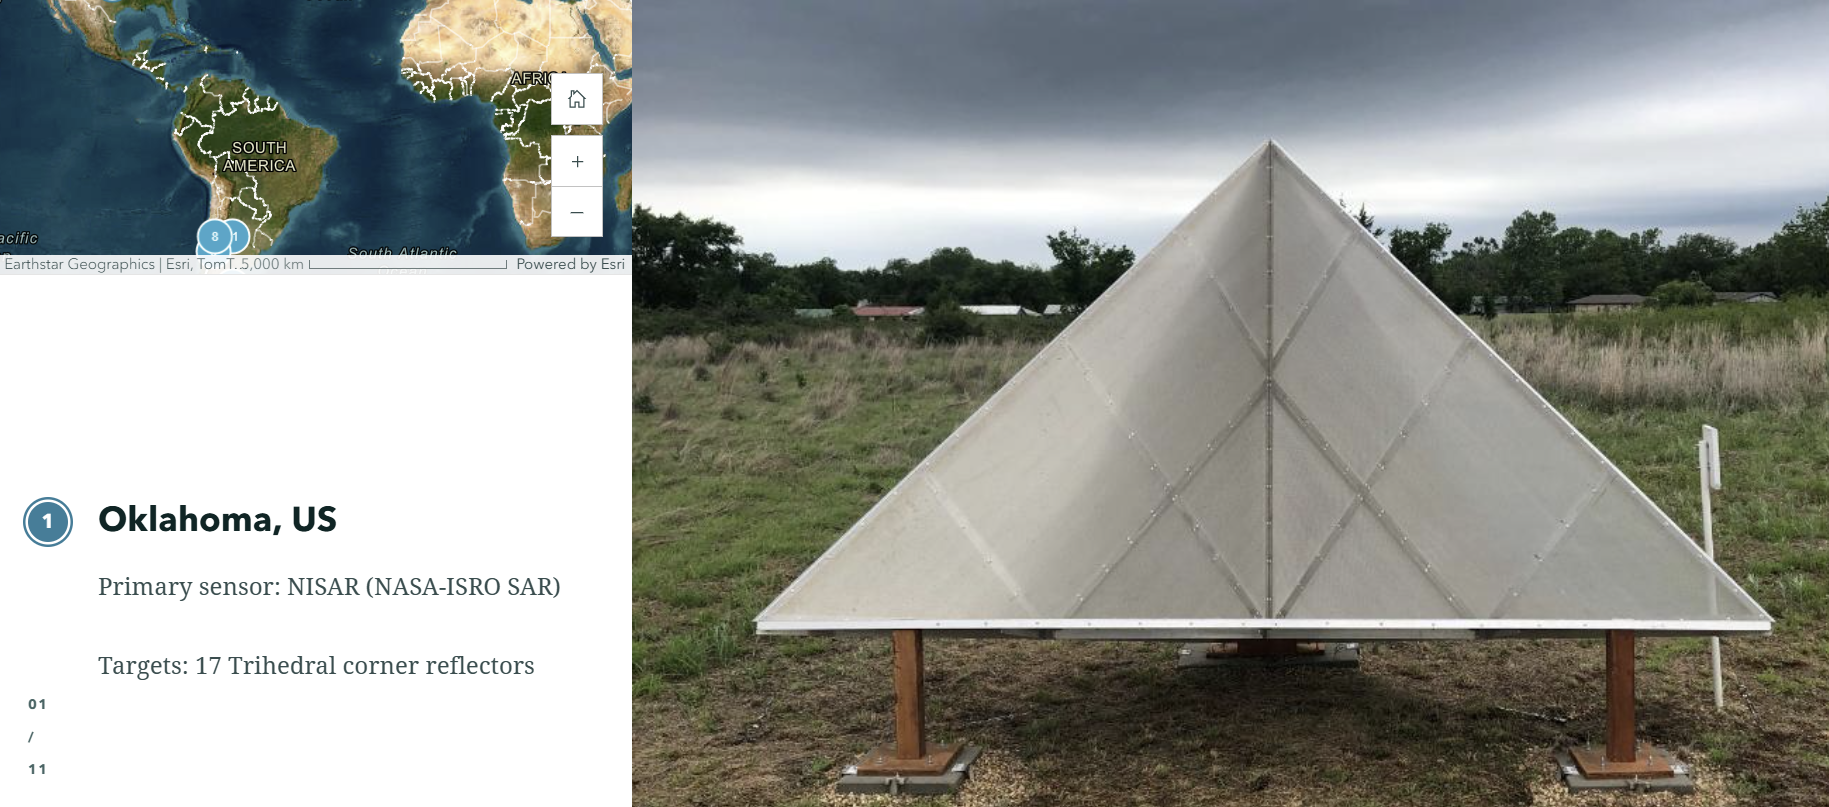 AFRIC
SOUTH
AMERICA
+
−
8
1
acific
South Atlantic
Earthstar Geographics | Esri, TomT...
5,000 km
Powered by Esri
1
Oklahoma, US
Primary sensor: NISAR (NASA-ISRO SAR)
Targets: 17 Trihedral corner reflectors
01
/
11